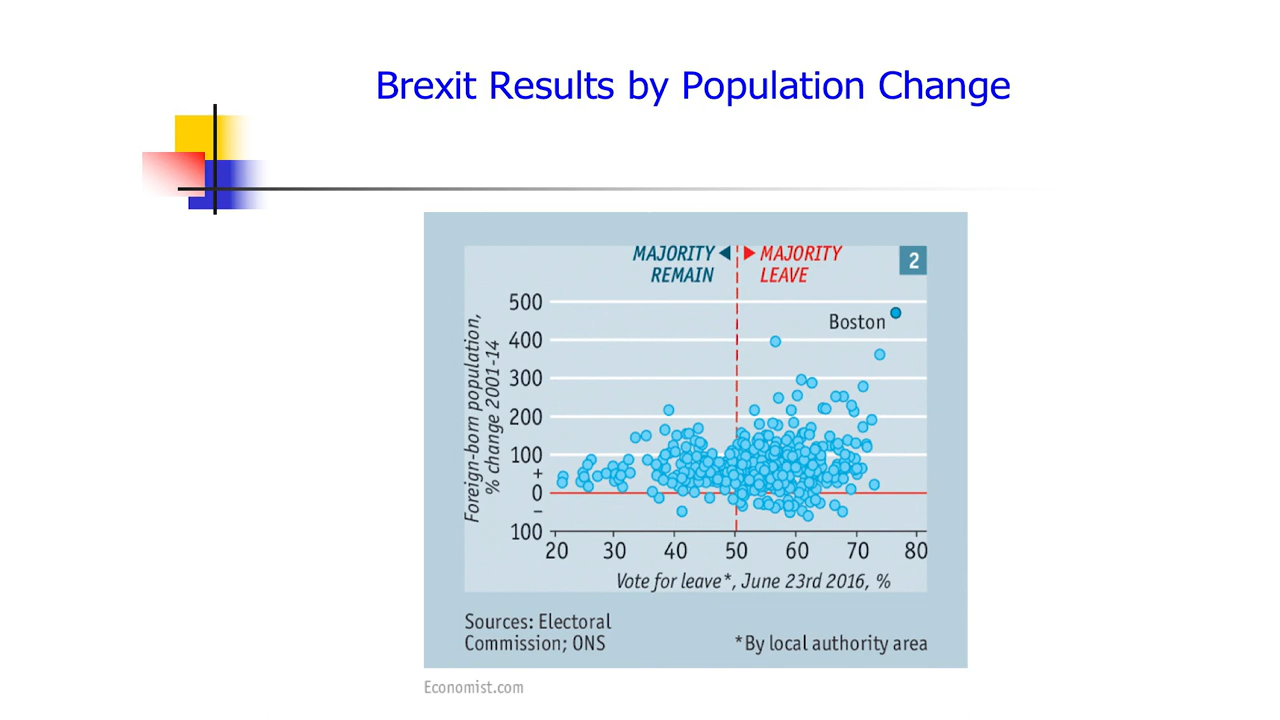 Brexit Results by Population Change
MAJORITY ◄ ► MAJORITY
REMAIN LEAVE
2
Foreign-born population,
% change 2001-14
500
400
300
200
100
+
0
–
100
Boston
20 30 40 50 60 70 80
Vote for leave*, June 23rd 2016, %
Sources: Electoral
Commission; ONS
*By local authority area
Economist.com